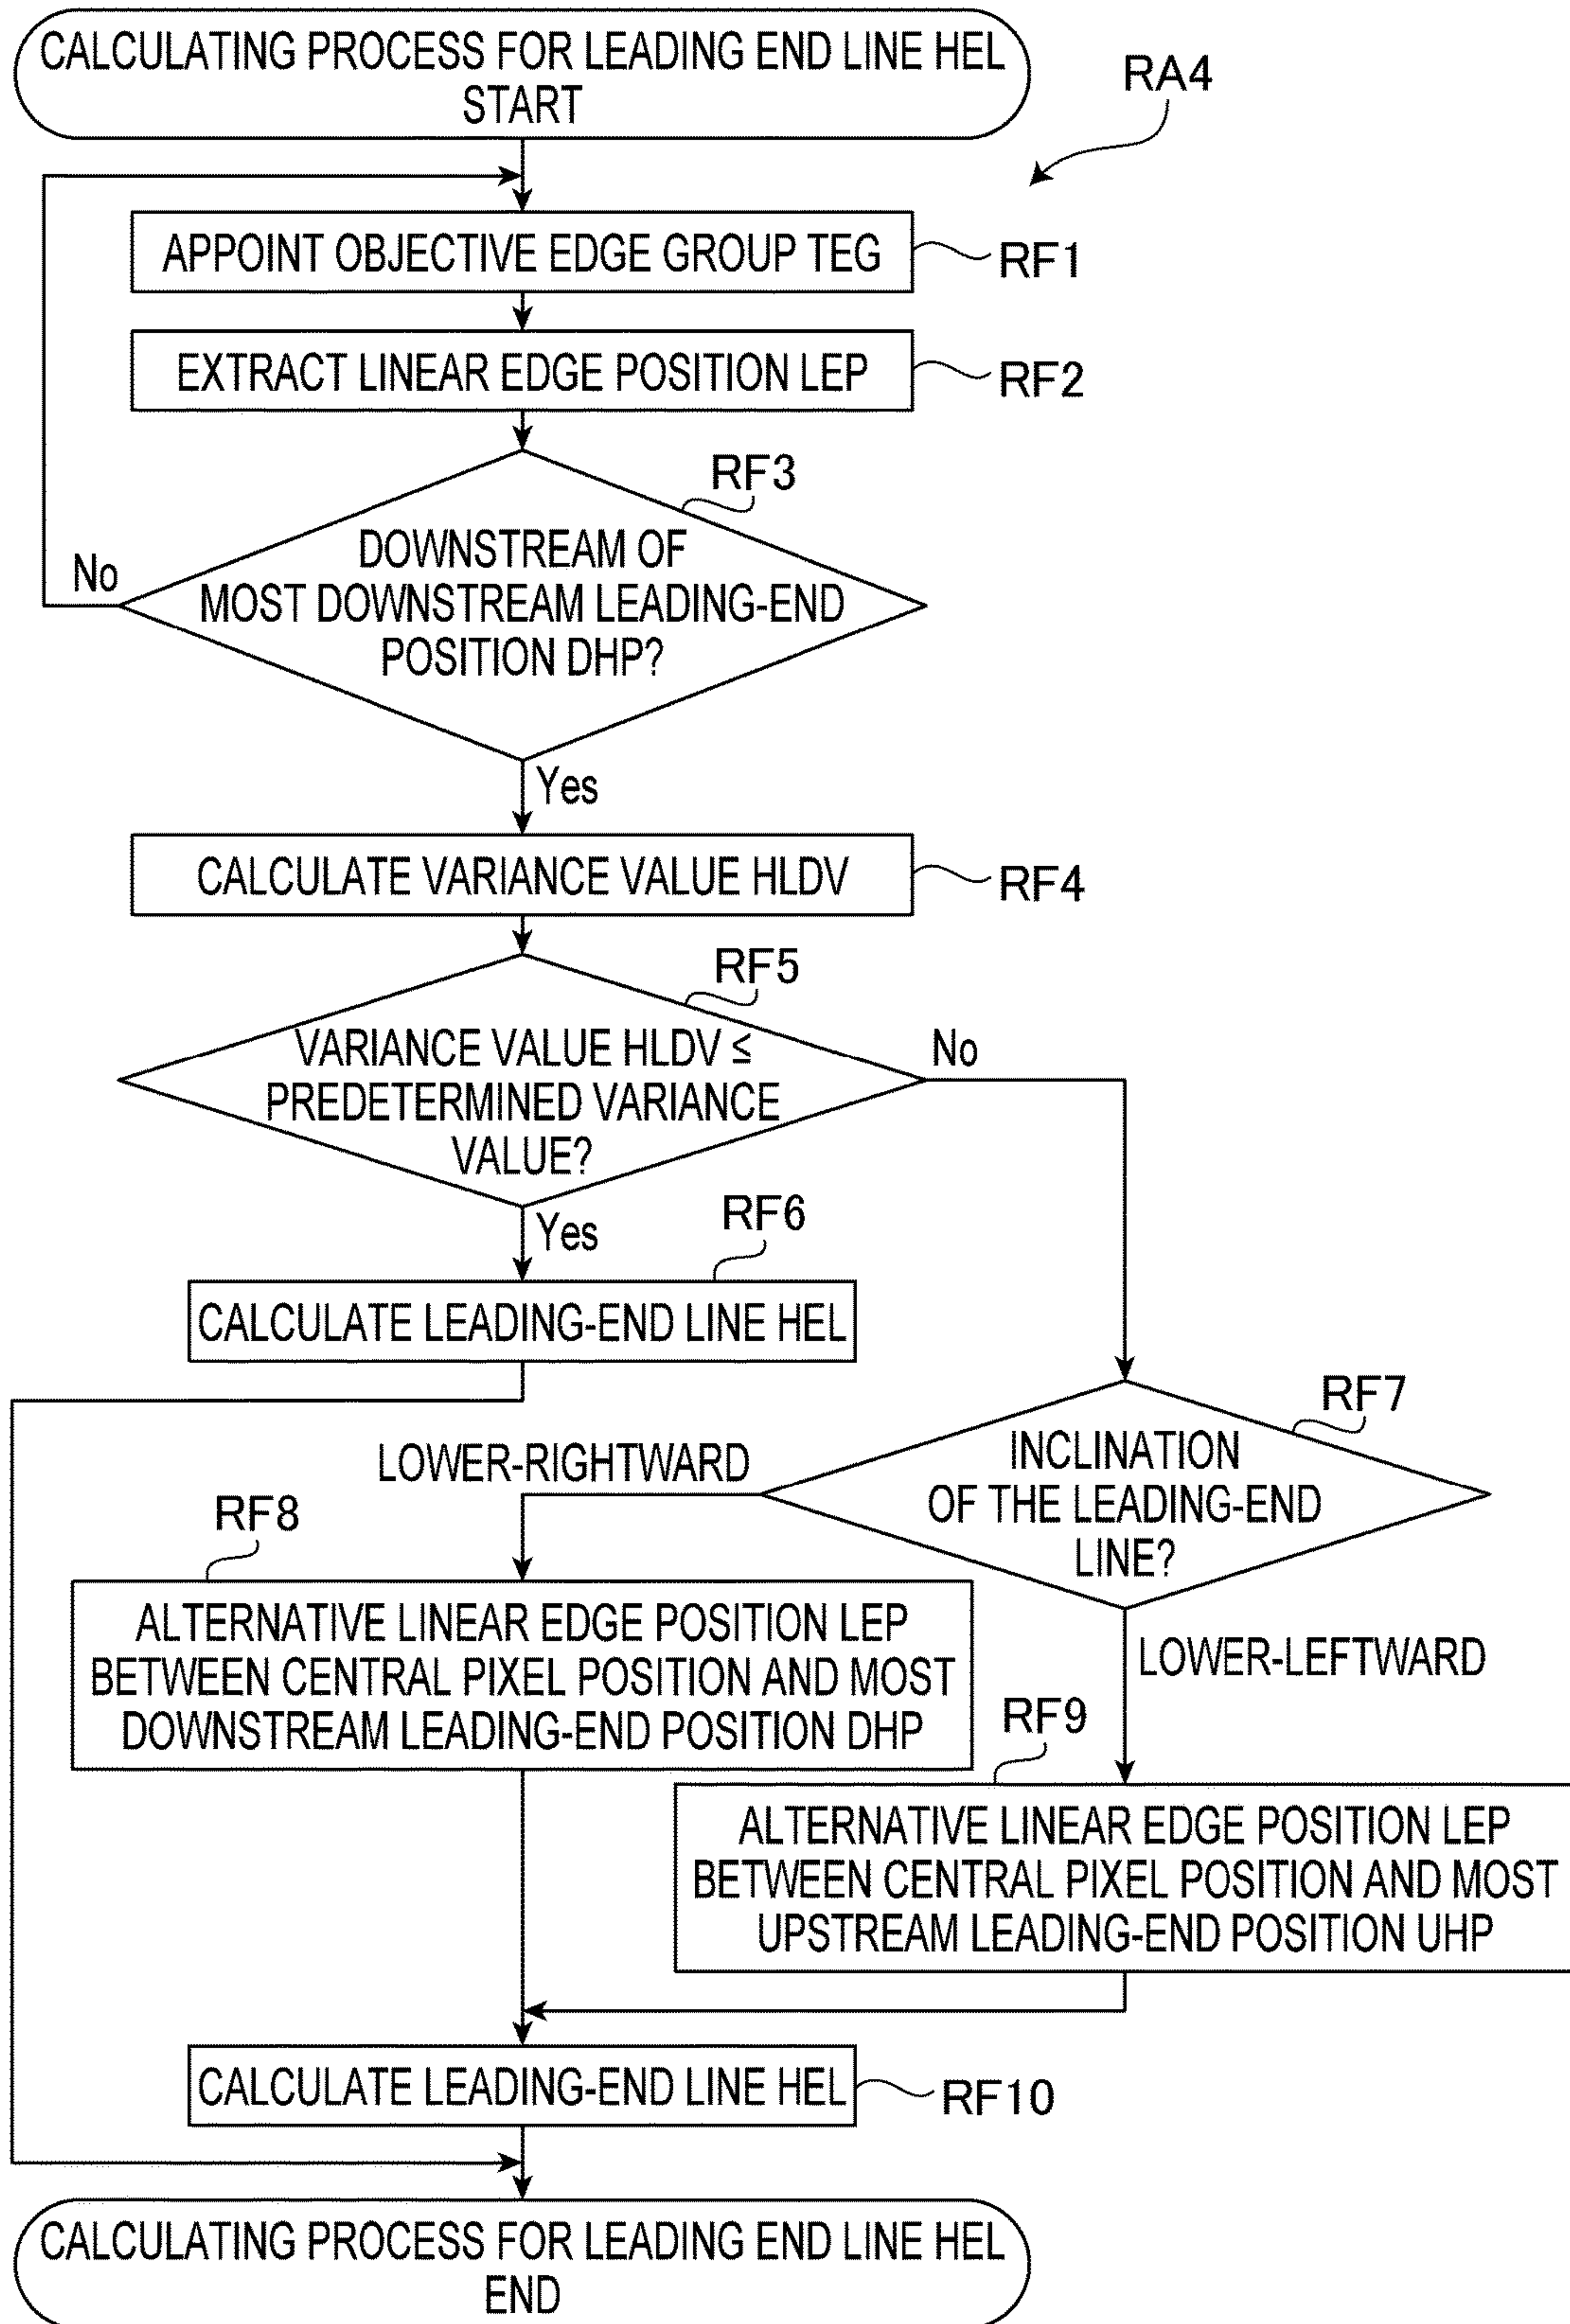 CALCULATING PROCESS FOR LEADING END LINE HEL
START
RA4
APPOINT OBJECTIVE EDGE GROUP TEG
RF1
EXTRACT LINEAR EDGE POSITION LEP
RF2
RF3
DOWNSTREAM OF
MOST DOWNSTREAM LEADING-END
POSITION DHP?
No
Yes
CALCULATE VARIANCE VALUE HLDV
RF4
RF5
VARIANCE VALUE HLDV ≤
PREDETERMINED VARIANCE
VALUE?
No
Yes
RF6
CALCULATE LEADING-END LINE HEL
RF7
INCLINATION
OF THE LEADING-END
LINE?
LOWER-RIGHTWARD
RF8
ALTERNATIVE LINEAR EDGE POSITION LEP
BETWEEN CENTRAL PIXEL POSITION AND MOST
DOWNSTREAM LEADING-END POSITION DHP
LOWER-LEFTWARD
RF9
ALTERNATIVE LINEAR EDGE POSITION LEP
BETWEEN CENTRAL PIXEL POSITION AND MOST
UPSTREAM LEADING-END POSITION UHP
CALCULATE LEADING-END LINE HEL
RF10
CALCULATING PROCESS FOR LEADING END LINE HEL
END